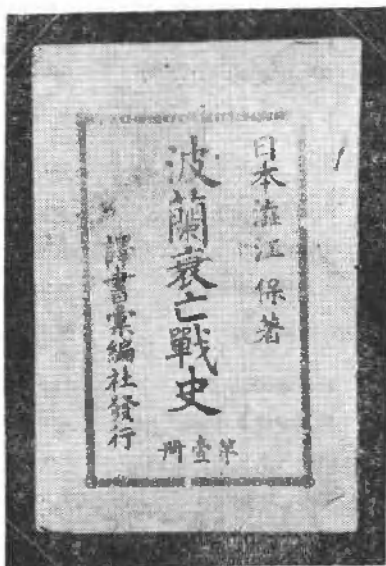 日本澁江保著
波蘭衰亡戰史
第壹冊
譯書彙編社發行